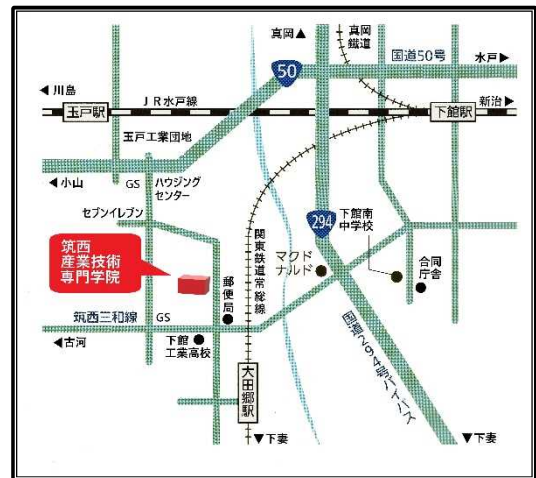 真岡▲
真岡
鐵道
国道50号
水戸▶
50
◀川島
JR水戸線
玉戸駅
下館駅
新治▶
玉戸工業団地
◀小山
GS
ハウジング
センター
セブンイレブン
294
下館南
中学校
筑西
産業技術
専門学院
関東鉄道常総線
マクド
ナルド
合同
庁舎
郵便局
筑西三和線
GS
◀古河
下館
工業高校
国道294号バイパス
大田郷駅
▼下妻
▼下妻